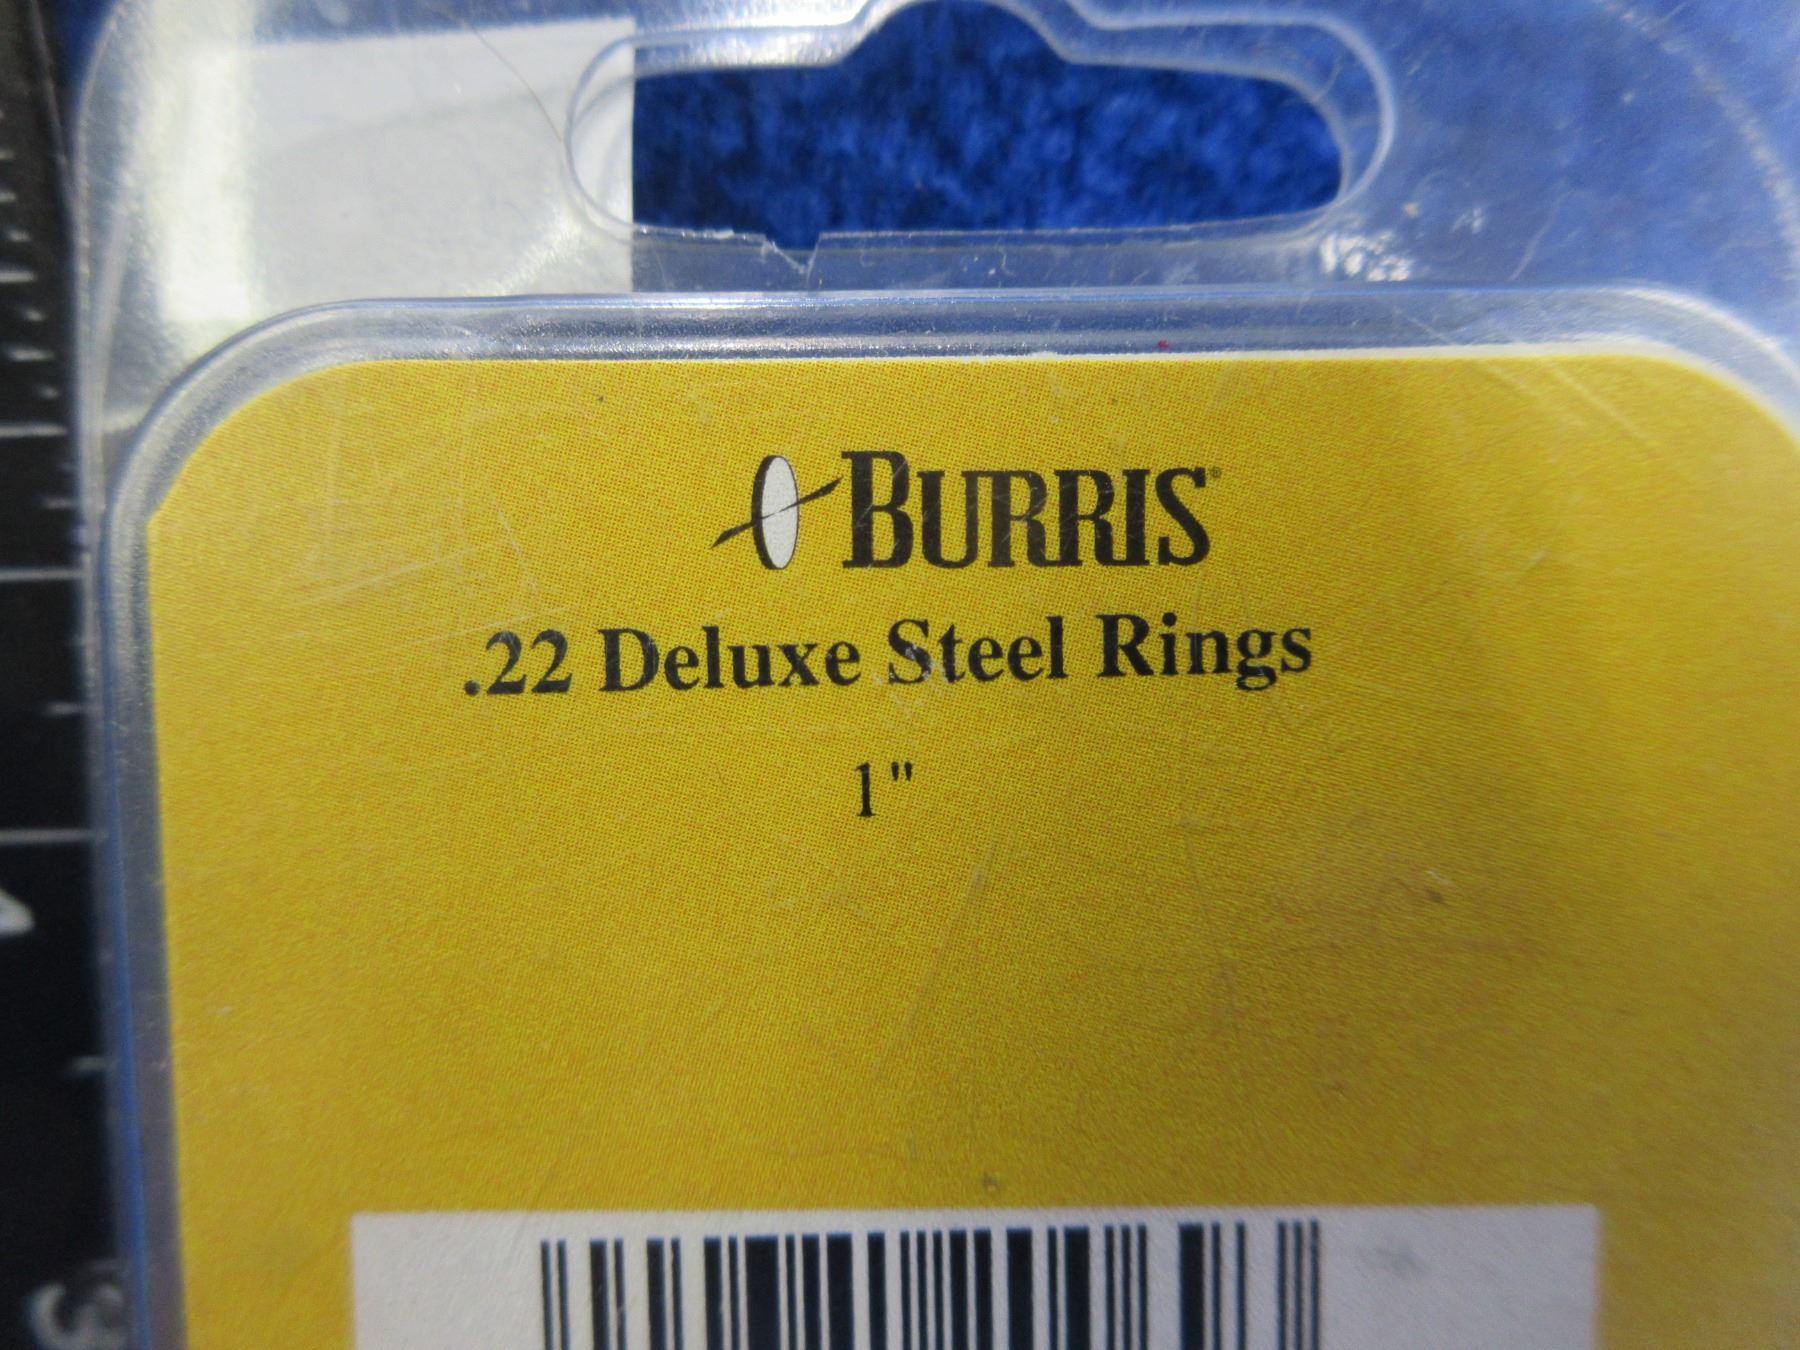 BURRIS®
.22 Deluxe Steel Rings
1"